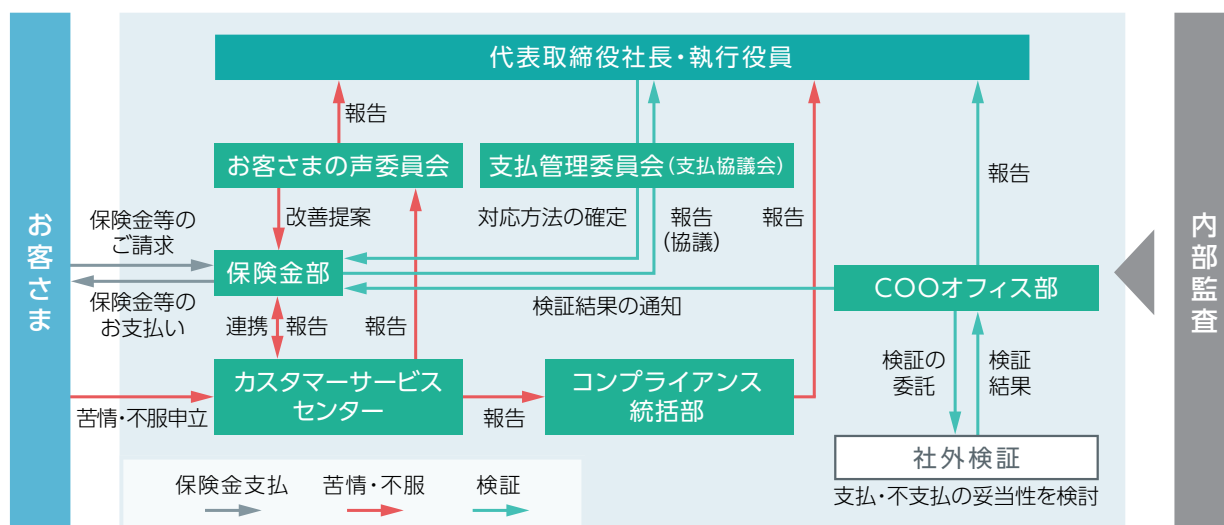 代表取締役社長・執行役員
報告
お客さまの声委員会
支払管理委員会(支払協議会)
報告
お客さま
内部監査
保険金等の
ご請求
改善提案
対応方法の確定
報告
(協議)
報告
保険金部
COOオフィス部
保険金等の
お支払い
検証結果の通知
連携
報告
報告
検証の
委託
検証
結果
カスタマーサービス
センター
コンプライアンス
統括部
苦情・不服申立
報告
社外検証
支払・不支払の妥当性を検討
保険金支払
苦情・不服
検証